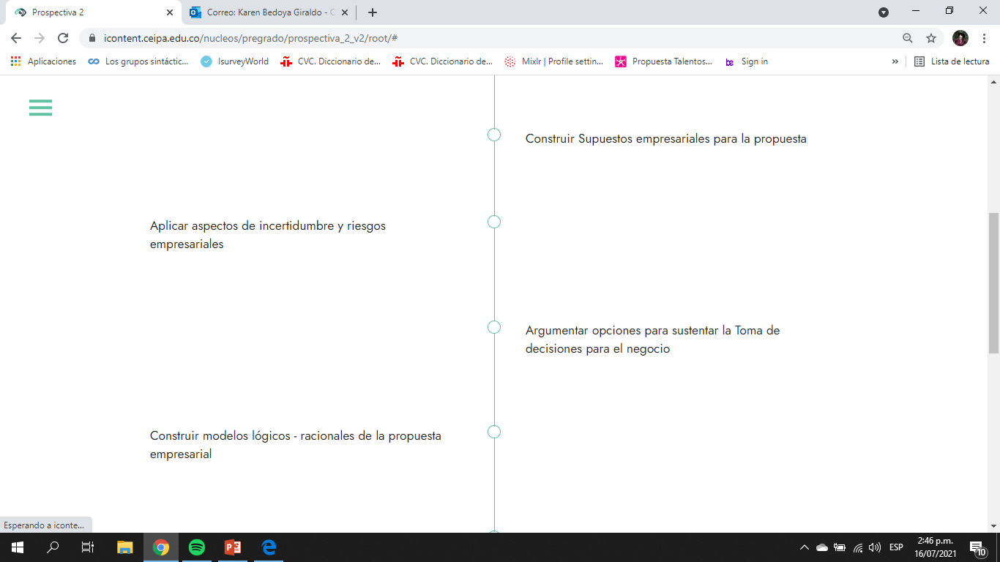 Prospectiva 2
Correo: Karen Bedoya Giraldo - C
icontent.ceipa.edu.co/nucleos/pregrado/prospectiva_2_v2/root/#
Aplicaciones
Los grupos sintáctic...
IsurveyWorld
CVC. Diccionario de...
CVC. Diccionario de...
Mixlr | Profile settin...
Propuesta Talentos...
Sign in
»
Lista de lectura
Construir Supuestos empresariales para la propuesta
Aplicar aspectos de incertidumbre y riesgos
empresariales
Argumentar opciones para sustentar la Toma de
decisiones para el negocio
Construir modelos lógicos - racionales de la propuesta
empresarial
Esperando a iconte...
ESP
2:46 p.m.
16/07/2021
10